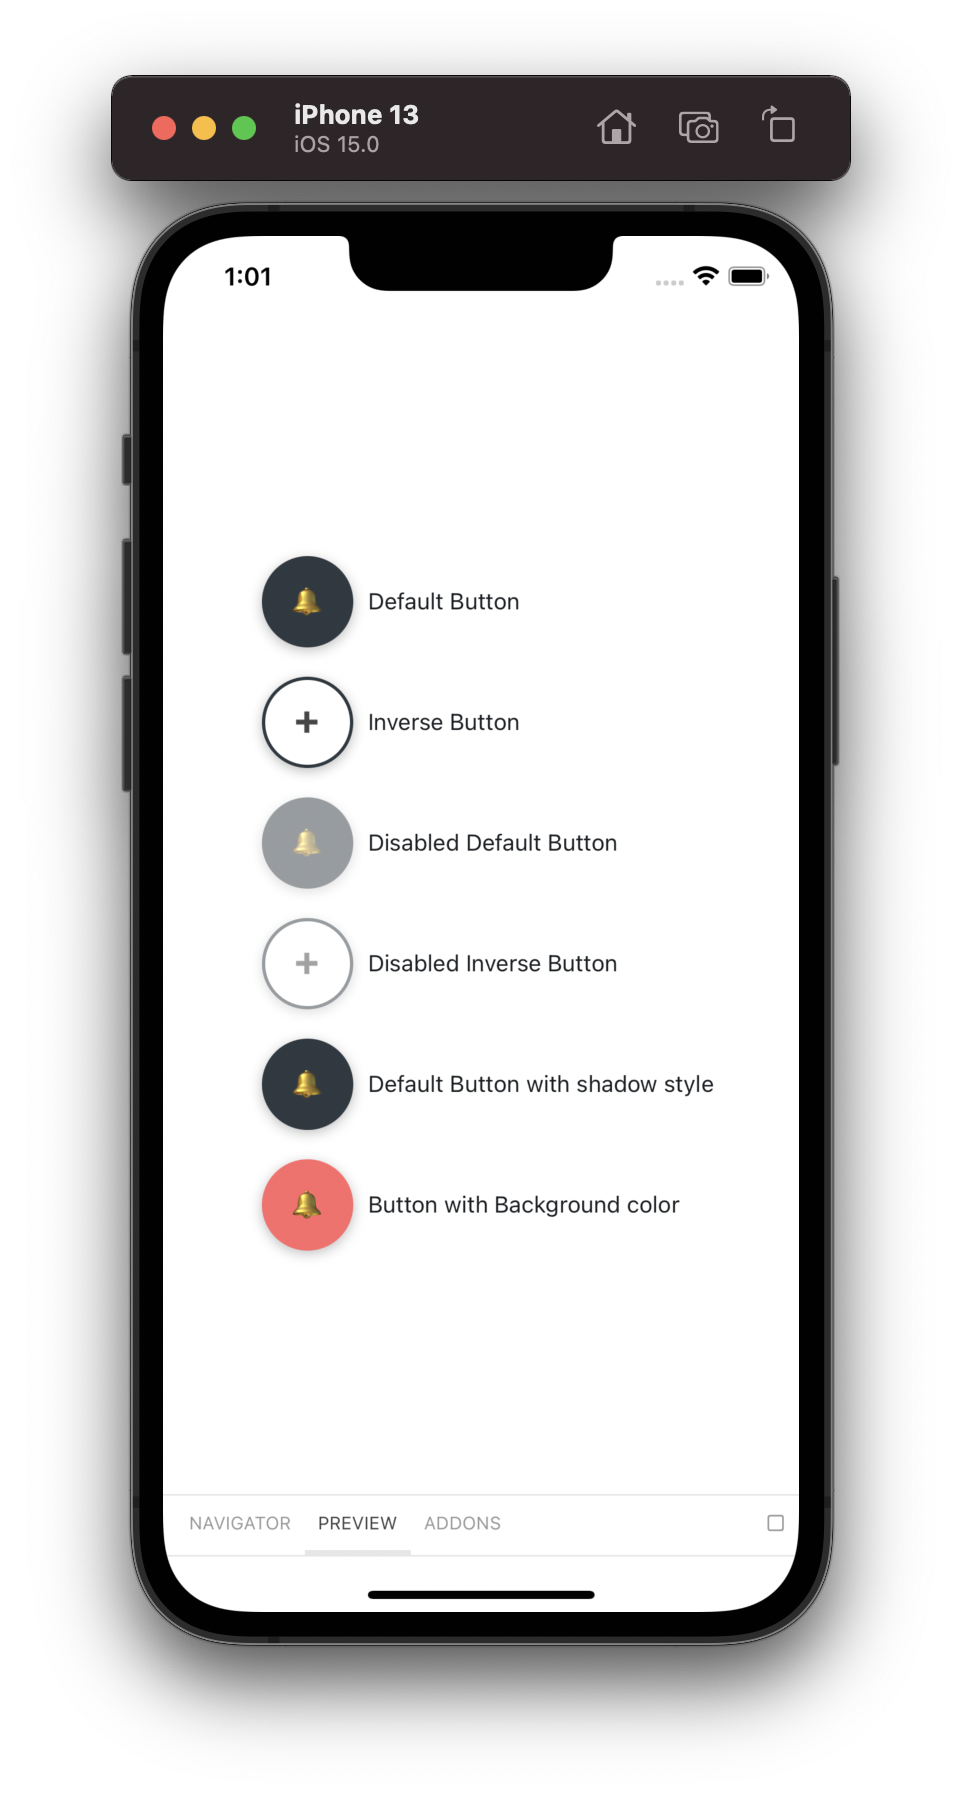 iPhone 13
iOS 15.0
1:01
Default Button
Inverse Button
Disabled Default Button
Disabled Inverse Button
Default Button with shadow style
Button with Background color
NAVIGATOR PREVIEW ADDONS